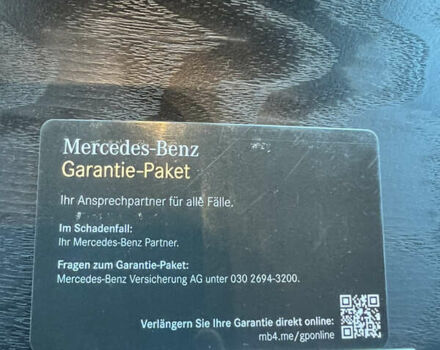 Mercedes-Benz
Garantie-Paket
Ihr Ansprechpartner für alle Fälle.
Im Schadenfall:
Ihr Mercedes-Benz Partner.
Fragen zum Garantie-Paket:
Mercedes-Benz Versicherung AG unter 030 2694-3200.
Verlängern Sie Ihre Garantie direkt online:
mb4.me/gponline